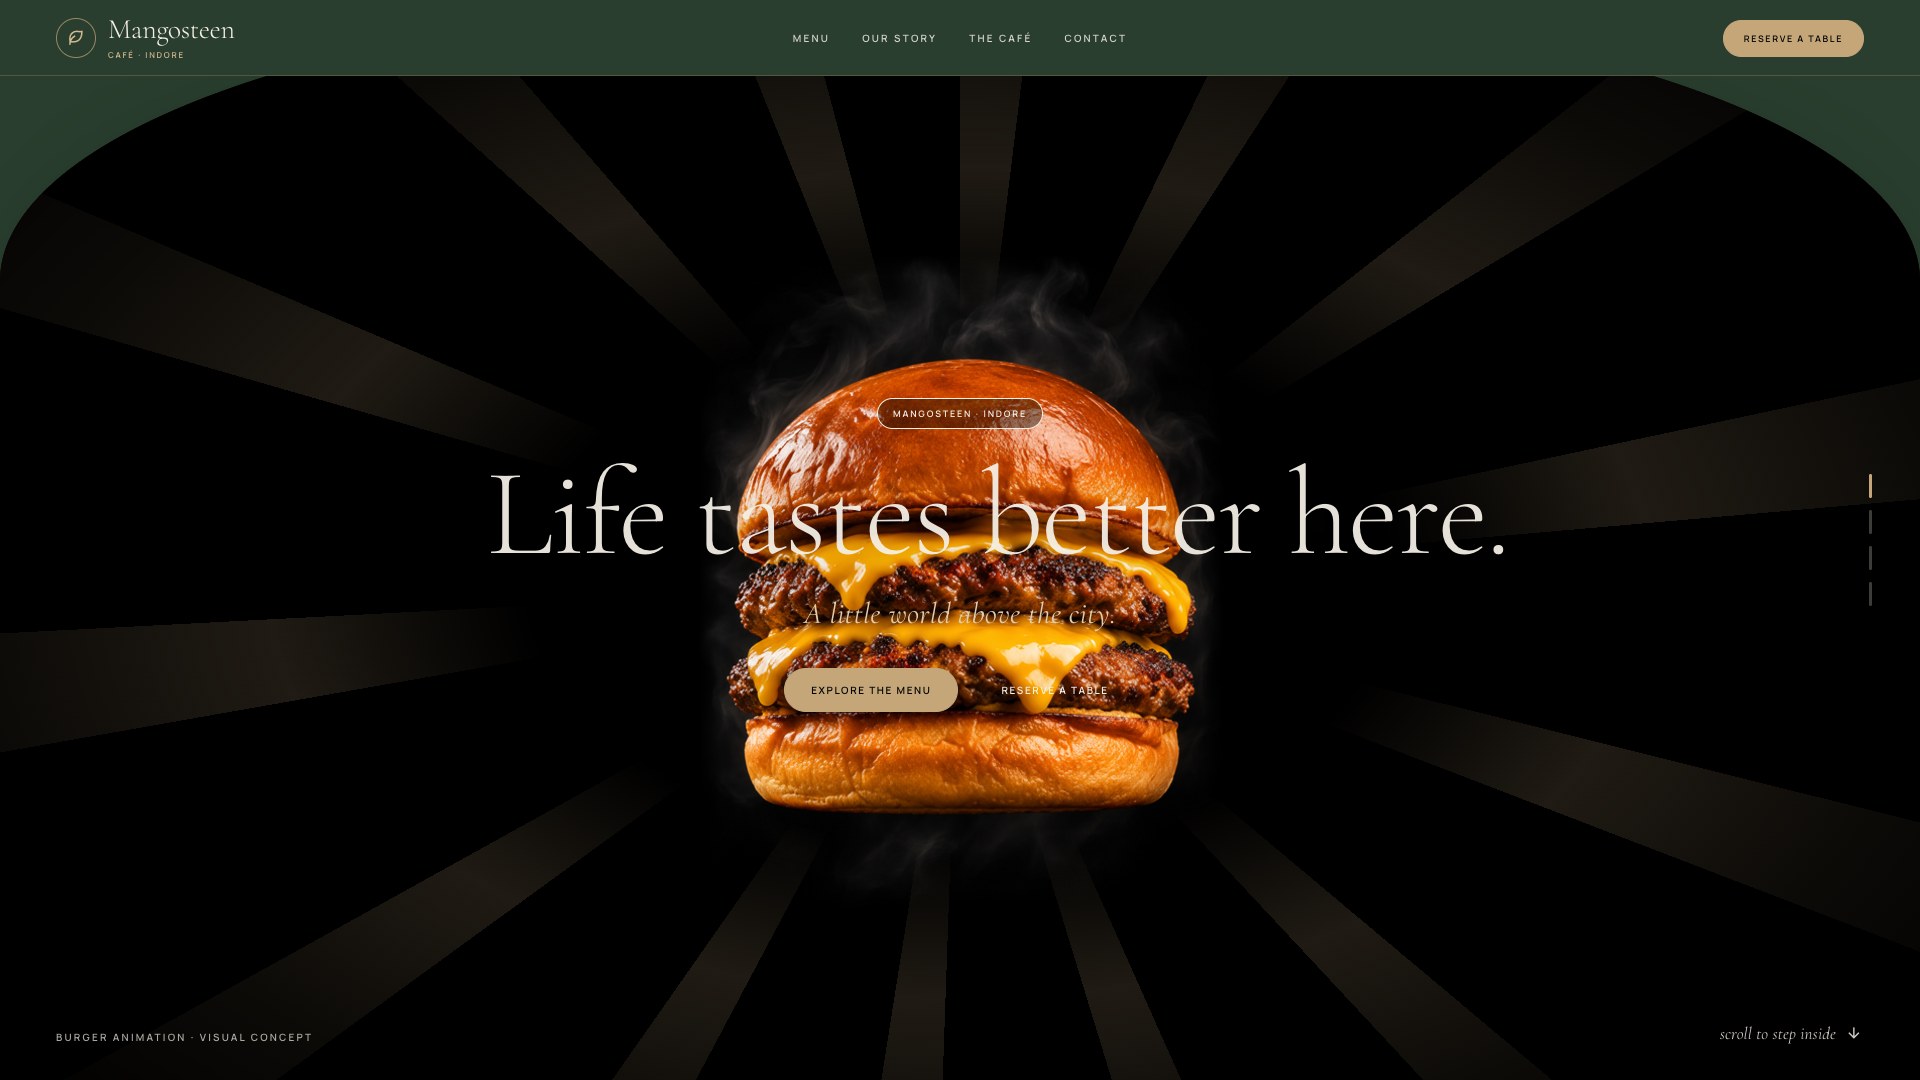 Mangosteen
CAFÉ · INDORE
MENU
OUR STORY
THE CAFÉ
CONTACT
RESERVE A TABLE
MANGOSTEEN · INDORE
Life tastes better here.
A little world above the city.
EXPLORE THE MENU
RESERVE A TABLE
BURGER ANIMATION - VISUAL CONCEPT
scroll to step inside